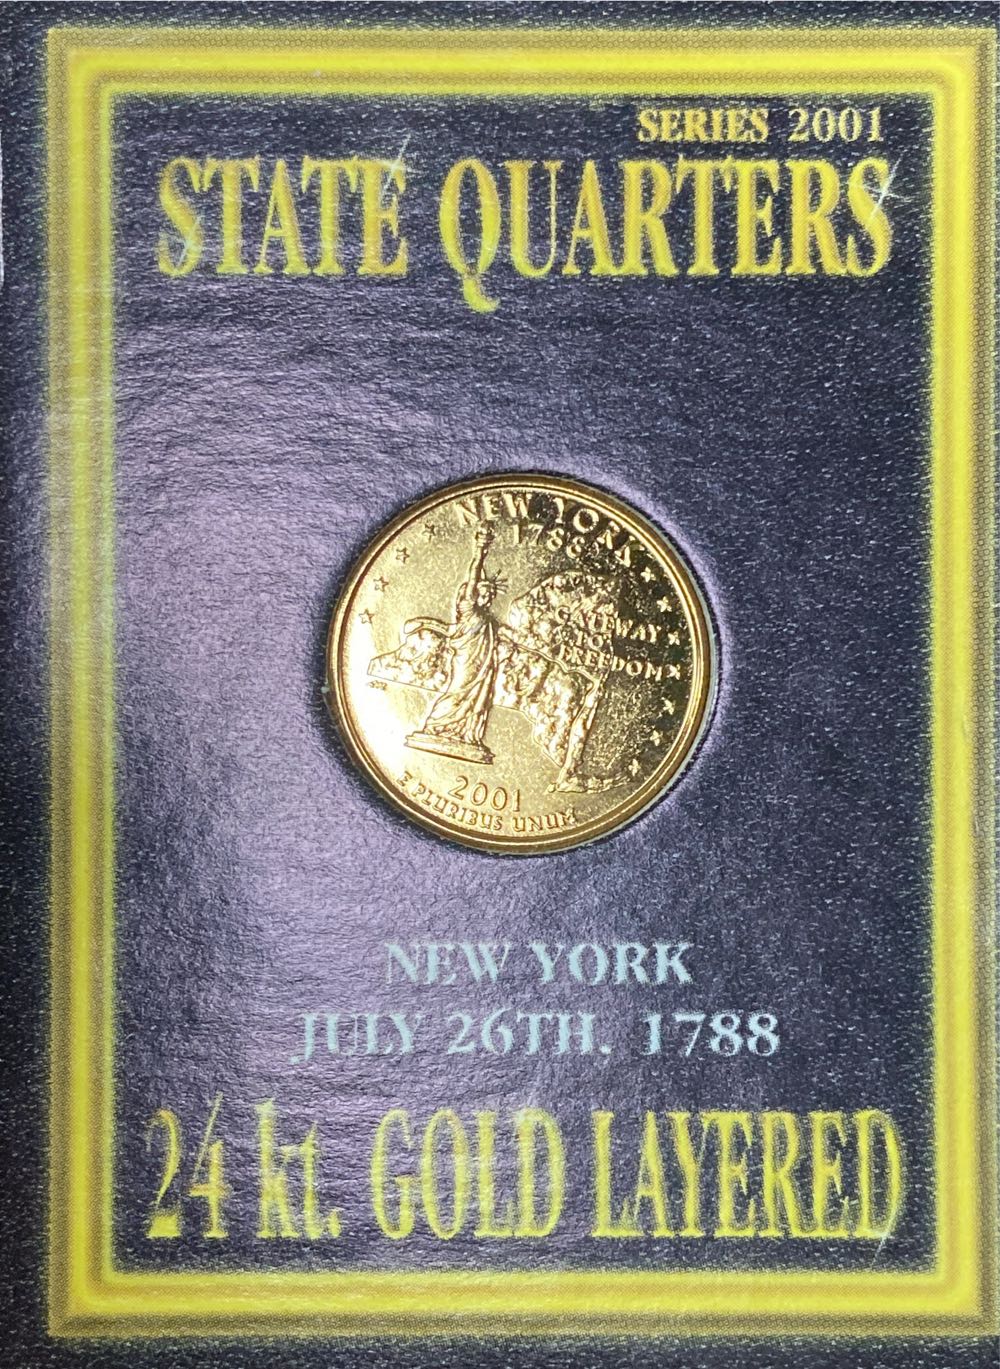 SERIES 2001
STATE QUARTERS
NEW YORK
1788
GATEWAY
TO
FREEDOM
2001
E PLURIBUS UNUM
NEW YORK
JULY 26TH. 1788
24 kt. GOLD LAYERED